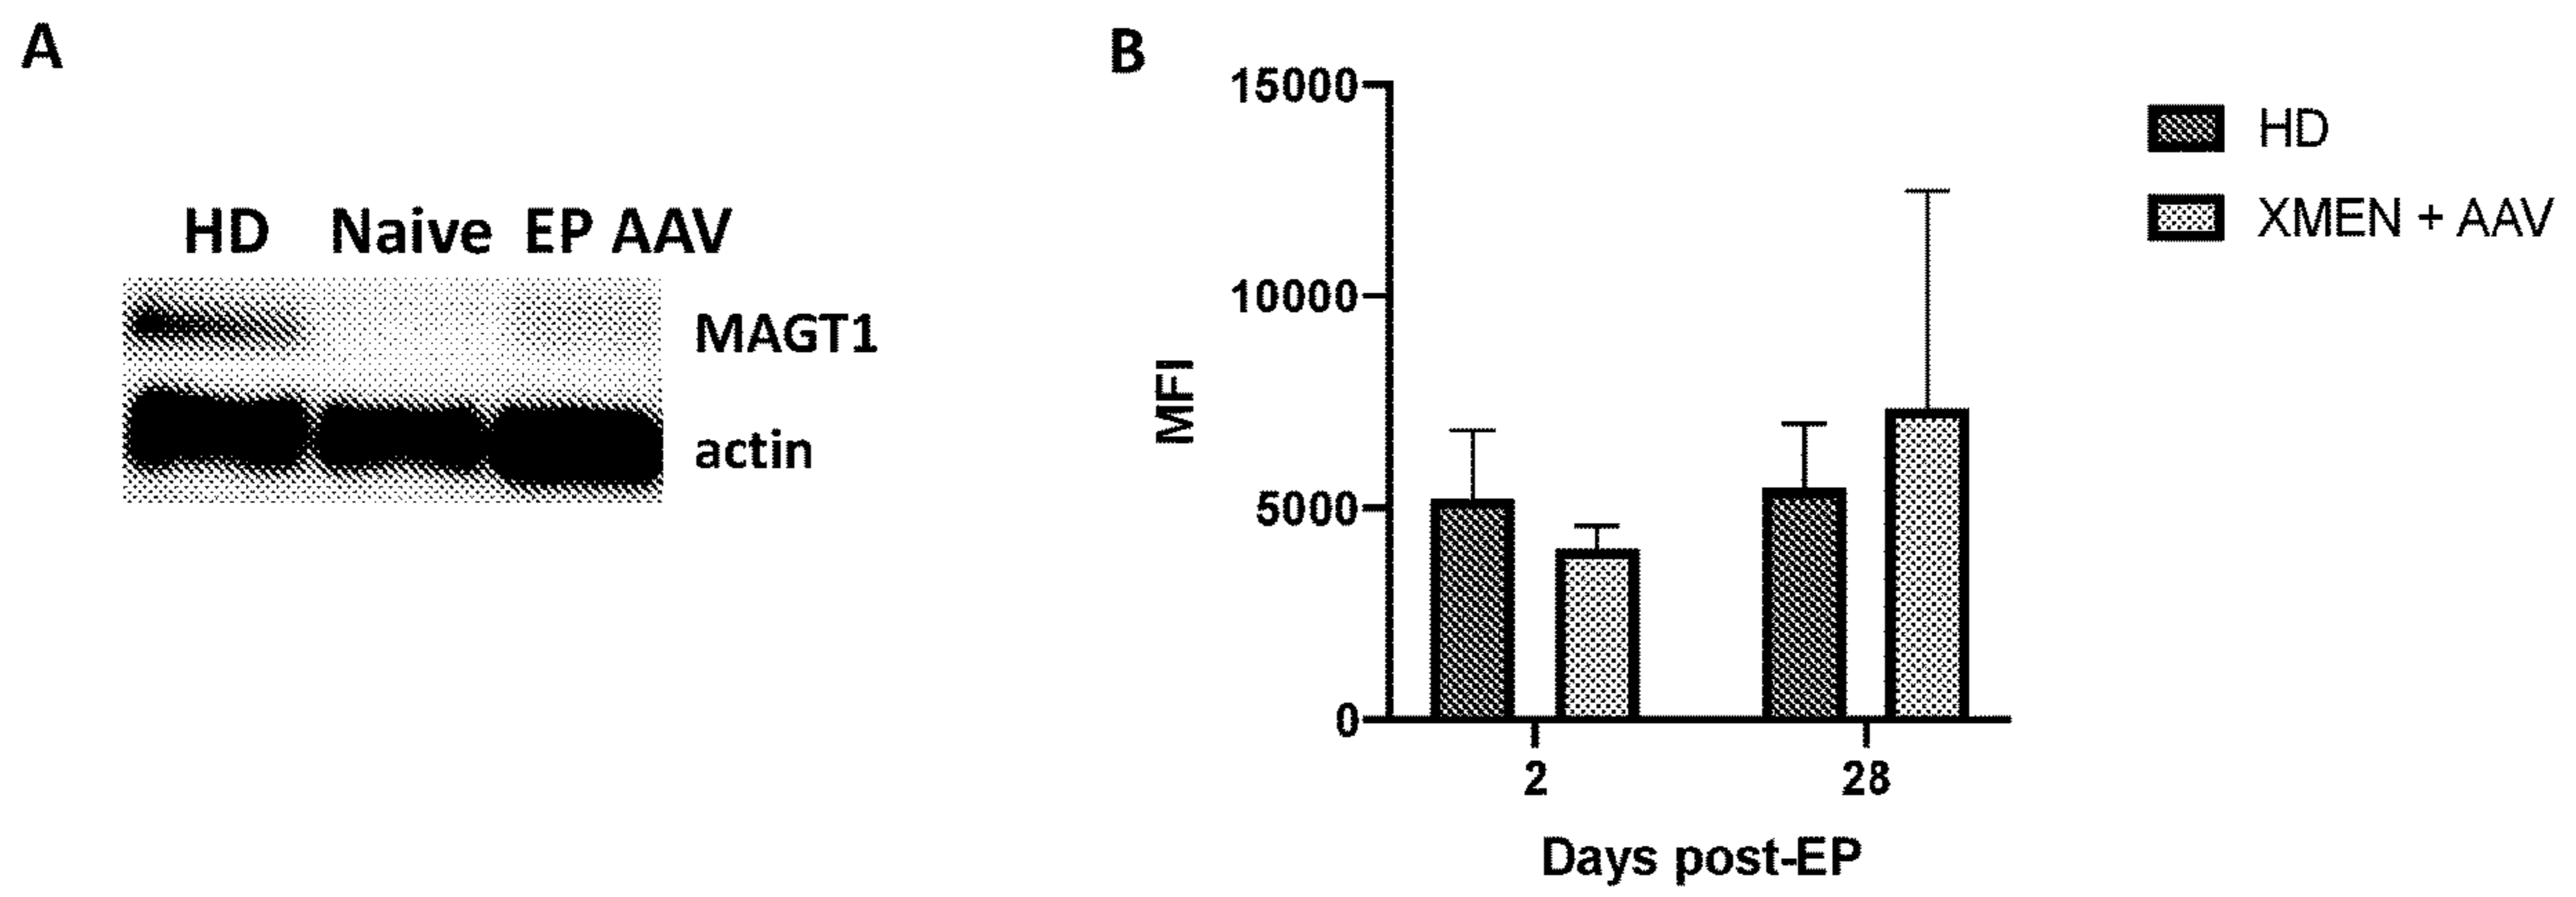 A
HD Naive EP AAV
MAGT1
actin
B
15000
10000
5000
0
MFI
2
28
Days post-EP
HD
XMEN + AAV